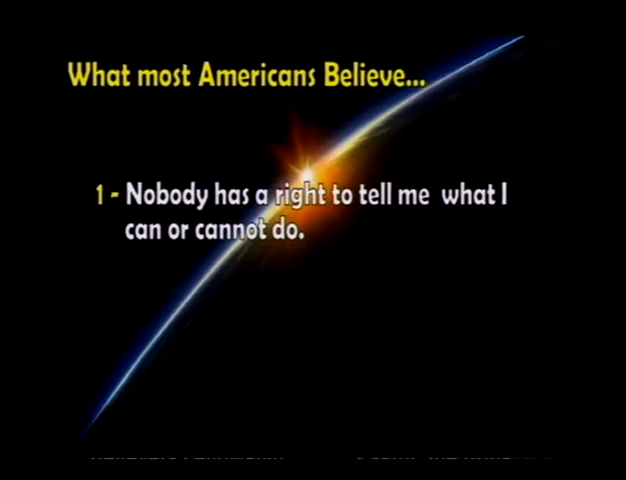 What most Americans Believe...
1 - Nobody has a right to tell me what I
can or cannot do.